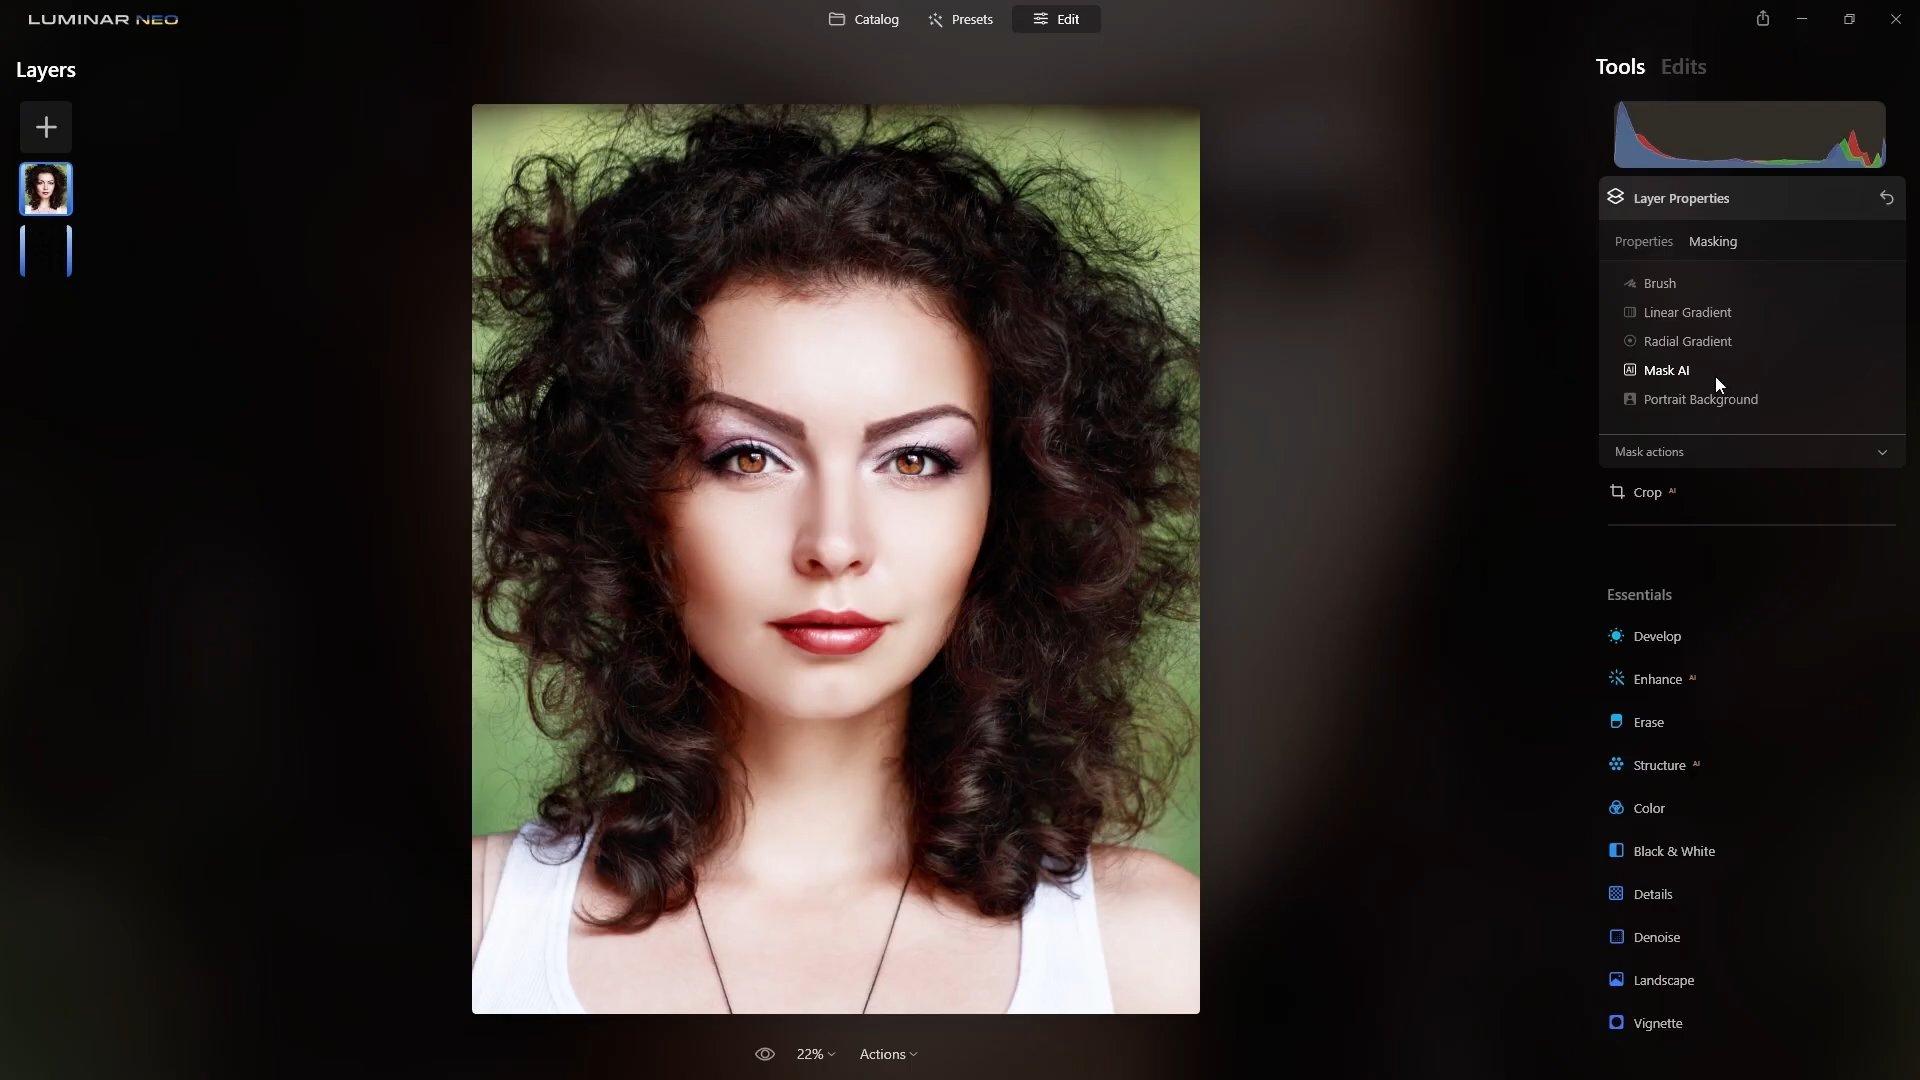 LUMINAR NEO
Catalog
Presets
Edit
Layers
Tools Edits
Layer Properties
Properties Masking
Brush
Linear Gradient
Radial Gradient
AI Mask AI
Portrait Background
Mask actions
Crop AI
Essentials
Develop
Enhance AI
Erase
Structure AI
Color
Black & White
Details
Denoise
Landscape
Vignette
22% Actions